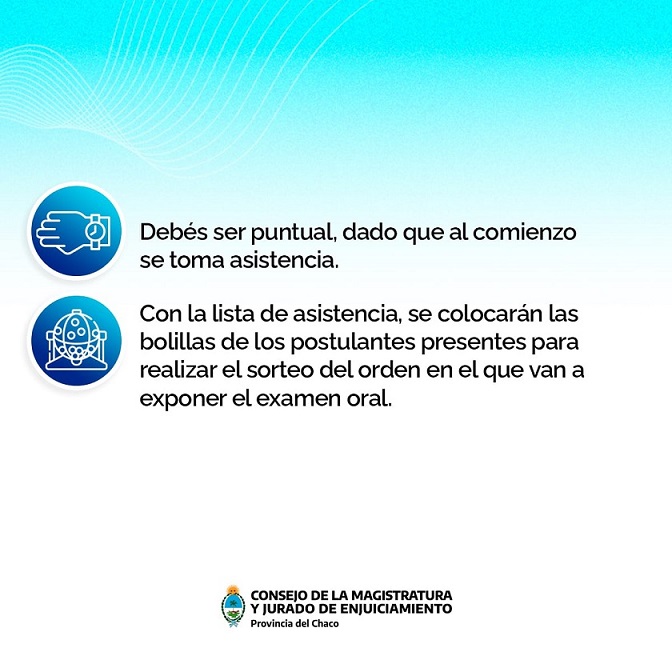 Debés ser puntual, dado que al comienzo
se toma asistencia.
Con la lista de asistencia, se colocarán las
bolillas de los postulantes presentes para
realizar el sorteo del orden en el que van a
exponer el examen oral.
CONSEJO DE LA MAGISTRATURA
Y JURADO DE ENJUICIAMIENTO
Provincia del Chaco